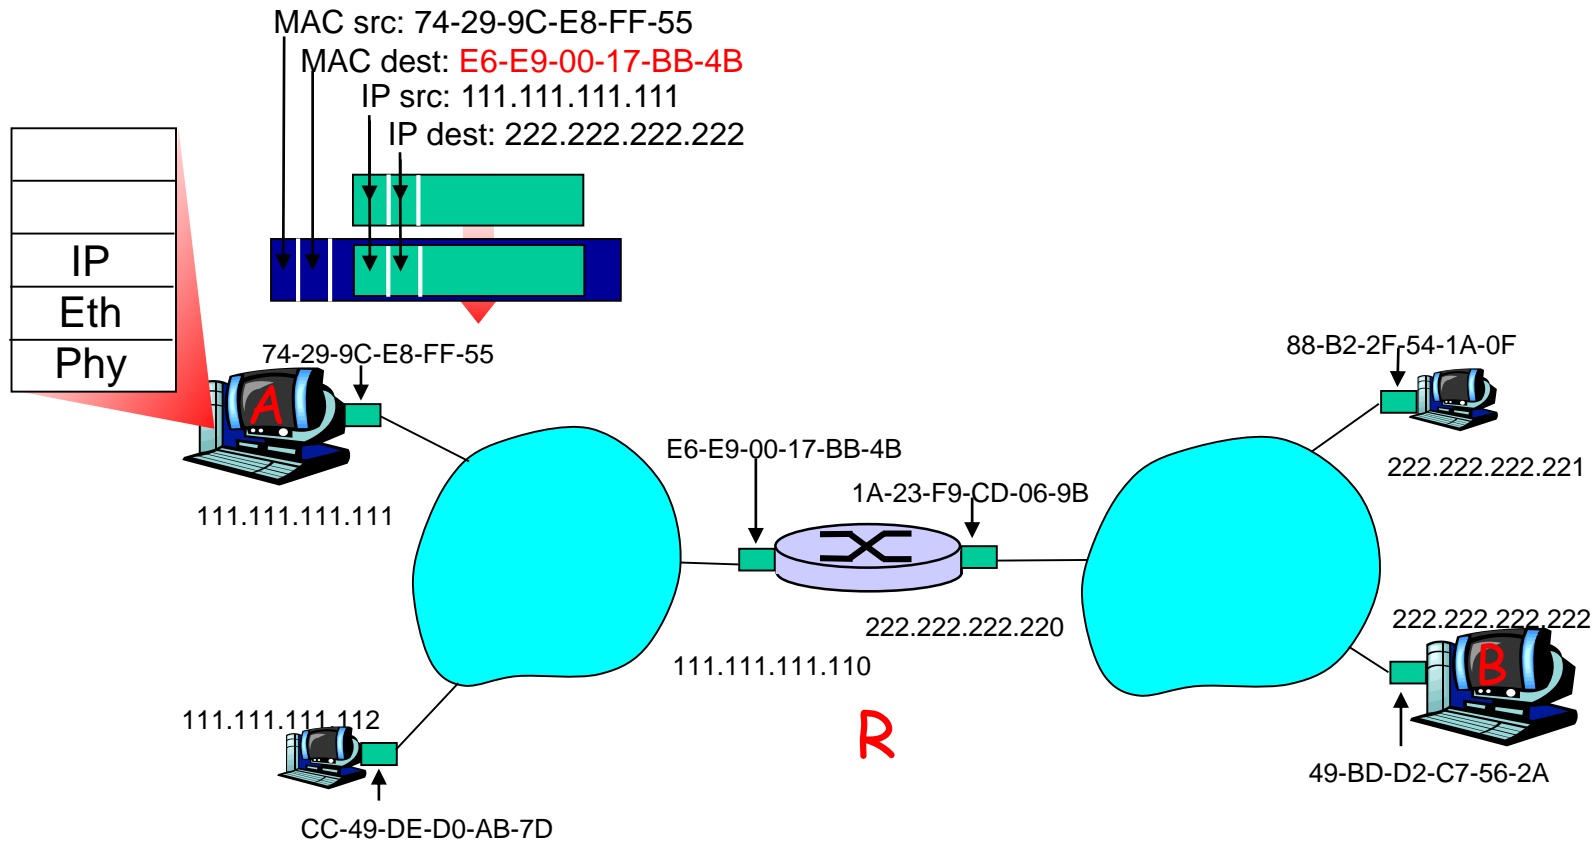 MAC src: 74-29-9C-E8-FF-55
MAC dest: E6-E9-00-17-BB-4B
IP src: 111.111.111.111
IP dest: 222.222.222.222
IP
Eth
Phy
74-29-9C-E8-FF-55
A
111.111.111.111
E6-E9-00-17-BB-4B
1A-23-F9-CD-06-9B
222.222.222.220
111.111.111.110
R
88-B2-2F-54-1A-0F
222.222.222.221
222.222.222.222
B
49-BD-D2-C7-56-2A
111.111.111.112
CC-49-DE-D0-AB-7D